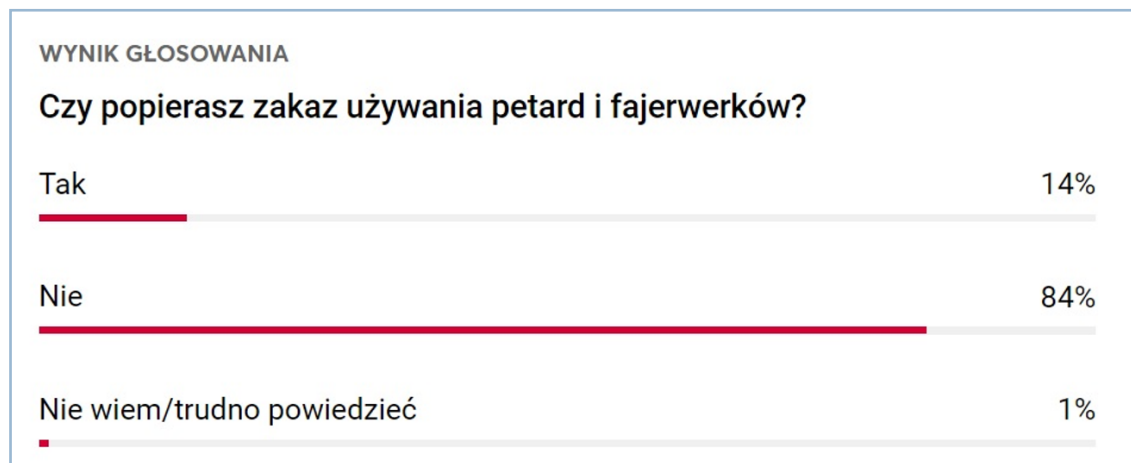 WYNIK GŁOSOWANIA
Czy popierasz zakaz używania petard i fajerwerków?
Tak 14%
Nie 84%
Nie wiem/trudno powiedzieć 1%